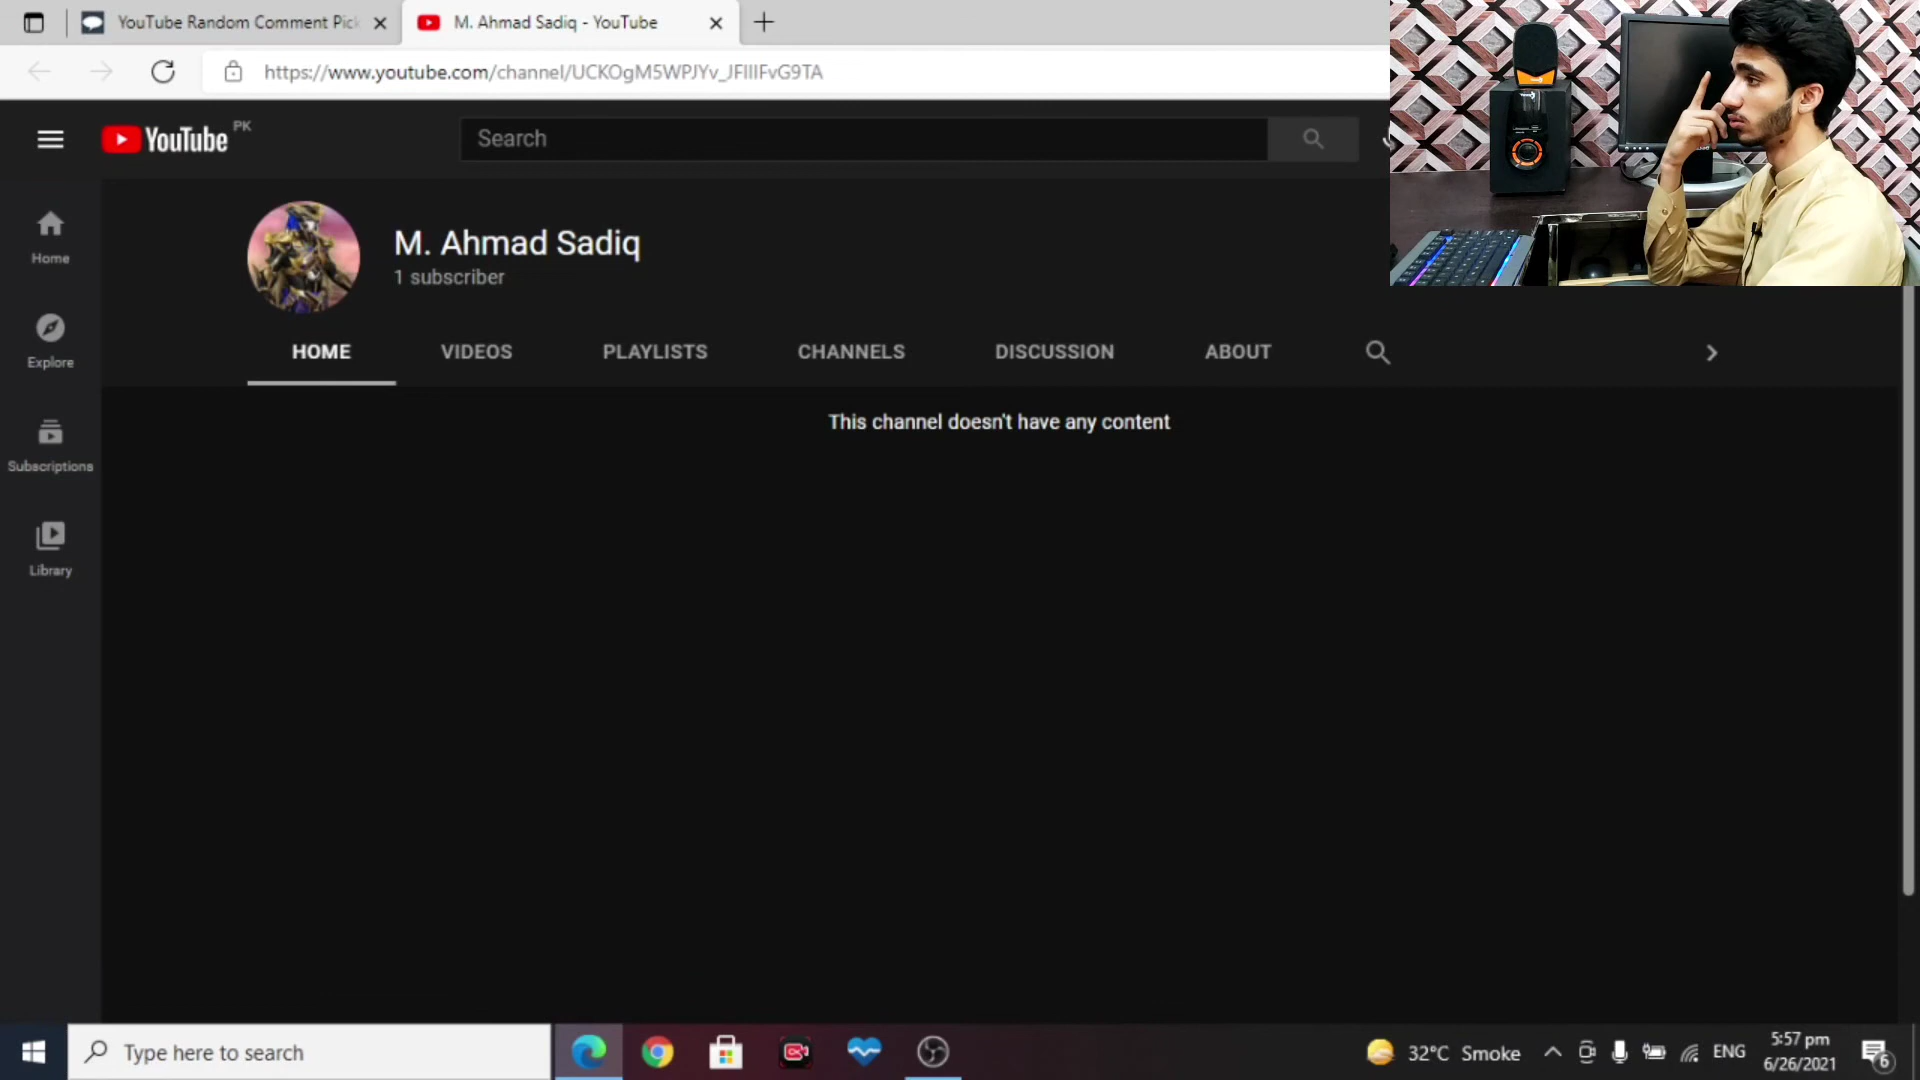 YouTube Random Comment Pick
M. Ahmad Sadiq - YouTube
https://www.youtube.com/channel/UCKOgM5WPJYv_JFIIIFvG9TA
YouTube PK
Search
Home
Explore
Subscriptions
Library
M. Ahmad Sadiq
1 subscriber
HOME
VIDEOS
PLAYLISTS
CHANNELS
DISCUSSION
ABOUT
This channel doesn't have any content
Type here to search
32°C Smoke
ENG
5:57 pm
6/26/2021
6